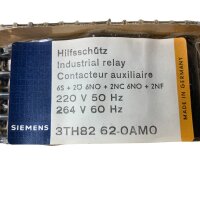 Hilfsschütz
Industrial relay
Contacteur auxiliaire
6S + 2Ö 6NO + 2NC 6NO + 2NF
220 V 50 Hz
264 V 60 Hz
SIEMENS
3TH82 62-0AM0
MADE IN GERMANY